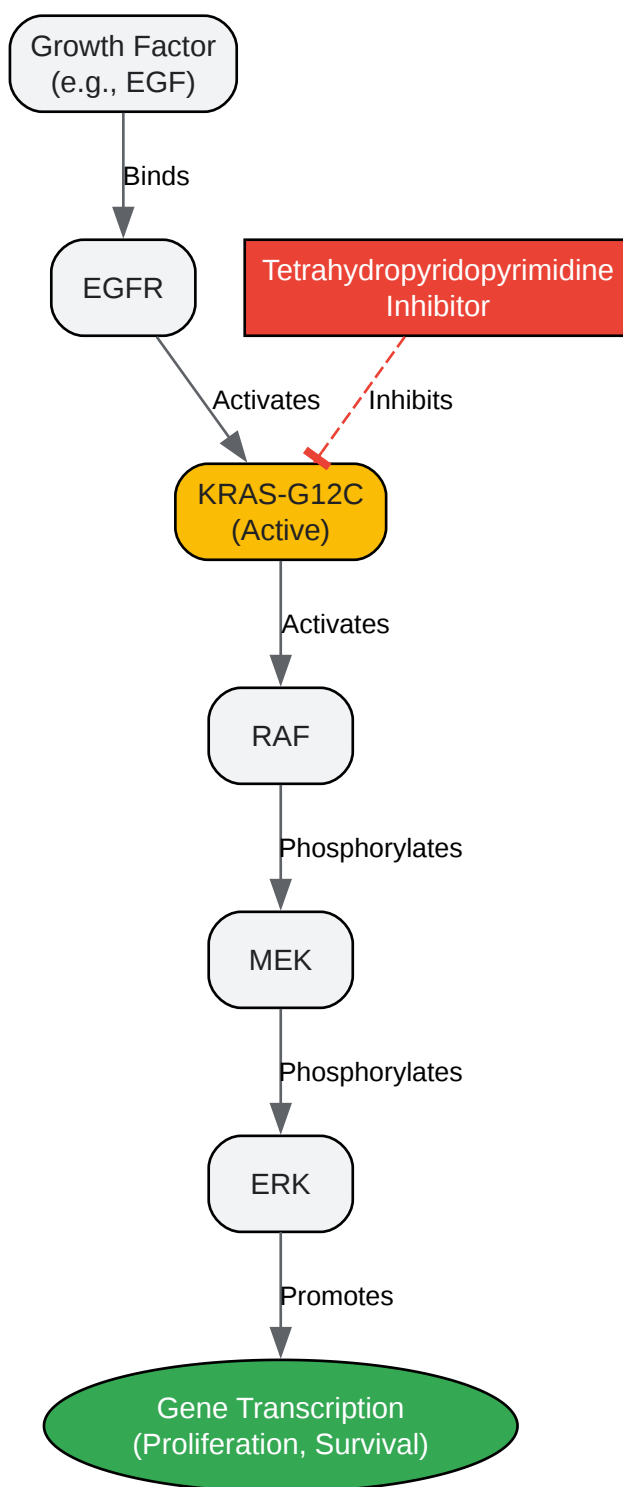 Growth Factor
(e.g., EGF)
Binds
EGFR
Tetrahydropyridopyrimidine
Inhibitor
Activates
Inhibits
KRAS-G12C
(Active)
Activates
RAF
Phosphorylates
MEK
Phosphorylates
ERK
Promotes
Gene Transcription
(Proliferation, Survival)